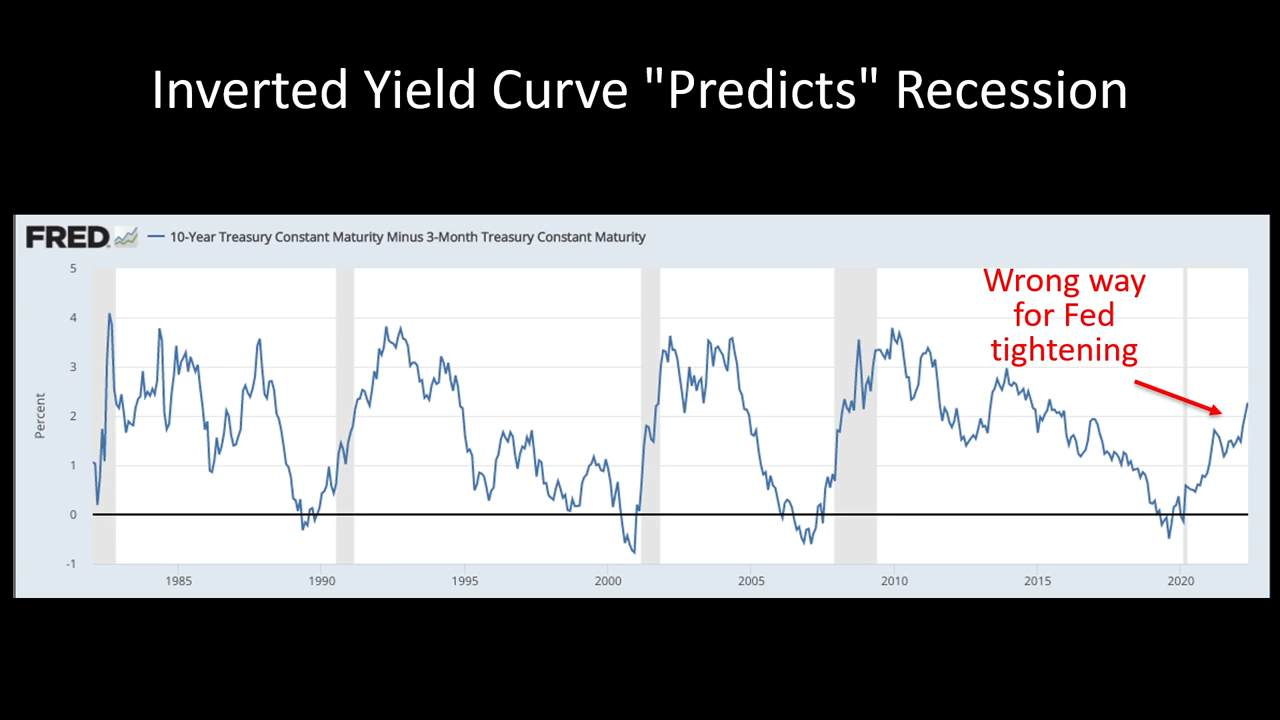 Inverted Yield Curve "Predicts" Recession
FRED
10-Year Treasury Constant Maturity Minus 3-Month Treasury Constant Maturity
Wrong way
for Fed
tightening
Percent
5
4
3
2
1
0
-1
1985 1990 1995 2000 2005 2010 2015 2020